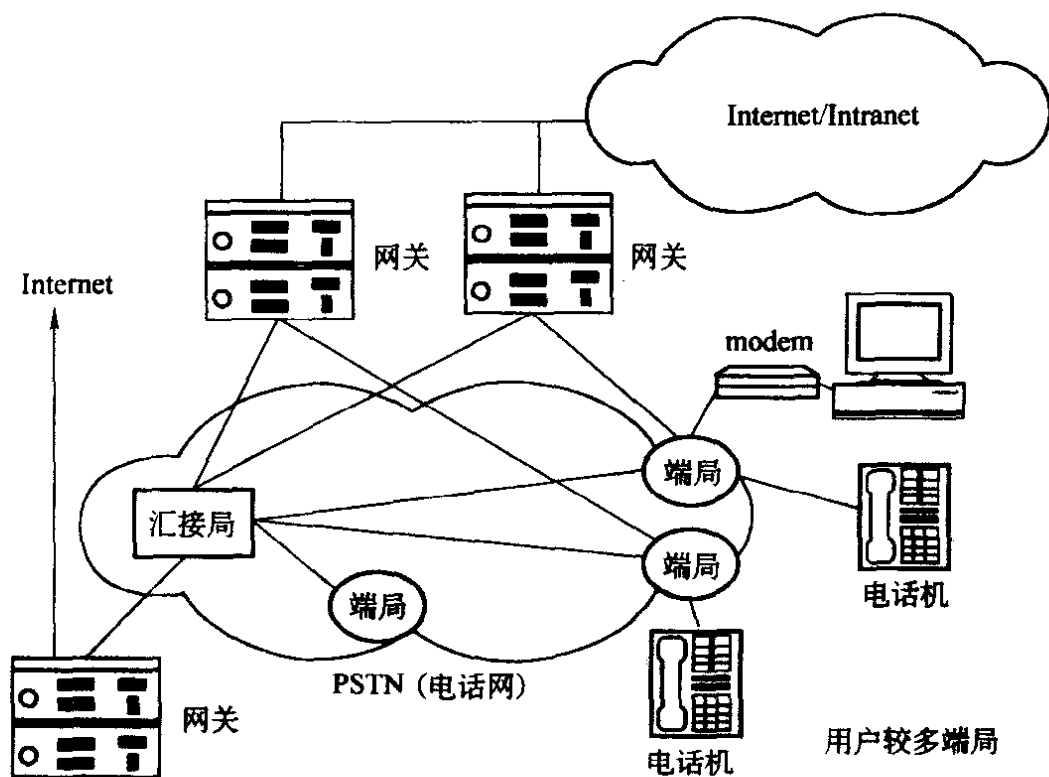 Internet/Intranet
网关
网关
Internet
modem
端局
汇接局
端局
端局
电话机
PSTN（电话网）
网关
电话机
用户较多端局